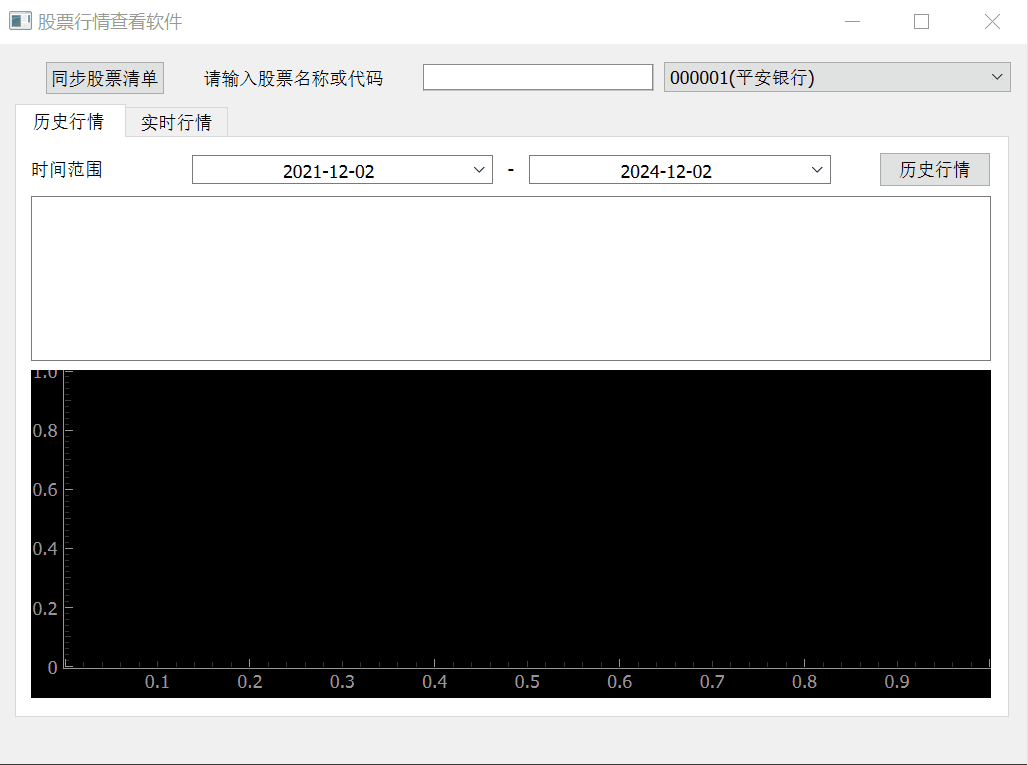 股票行情查看软件
同步股票清单 请输入股票名称或代码 000001(平安银行)
历史行情 实时行情
时间范围 2021-12-02 - 2024-12-02 历史行情
1.0
0.8
0.6
0.4
0.2
0
0.1 0.2 0.3 0.4 0.5 0.6 0.7 0.8 0.9